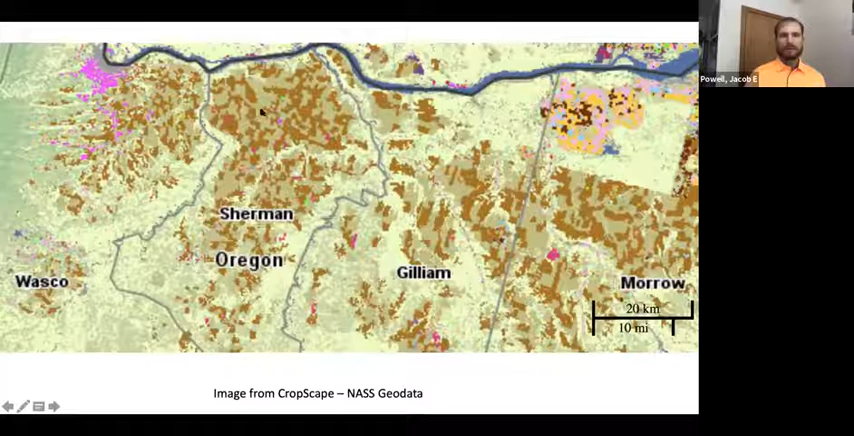 Powell, Jacob E
Sherman
Oregon
Wasco
Gilliam
Morrow
20 km
10 mi
Image from CropScape – NASS Geodata